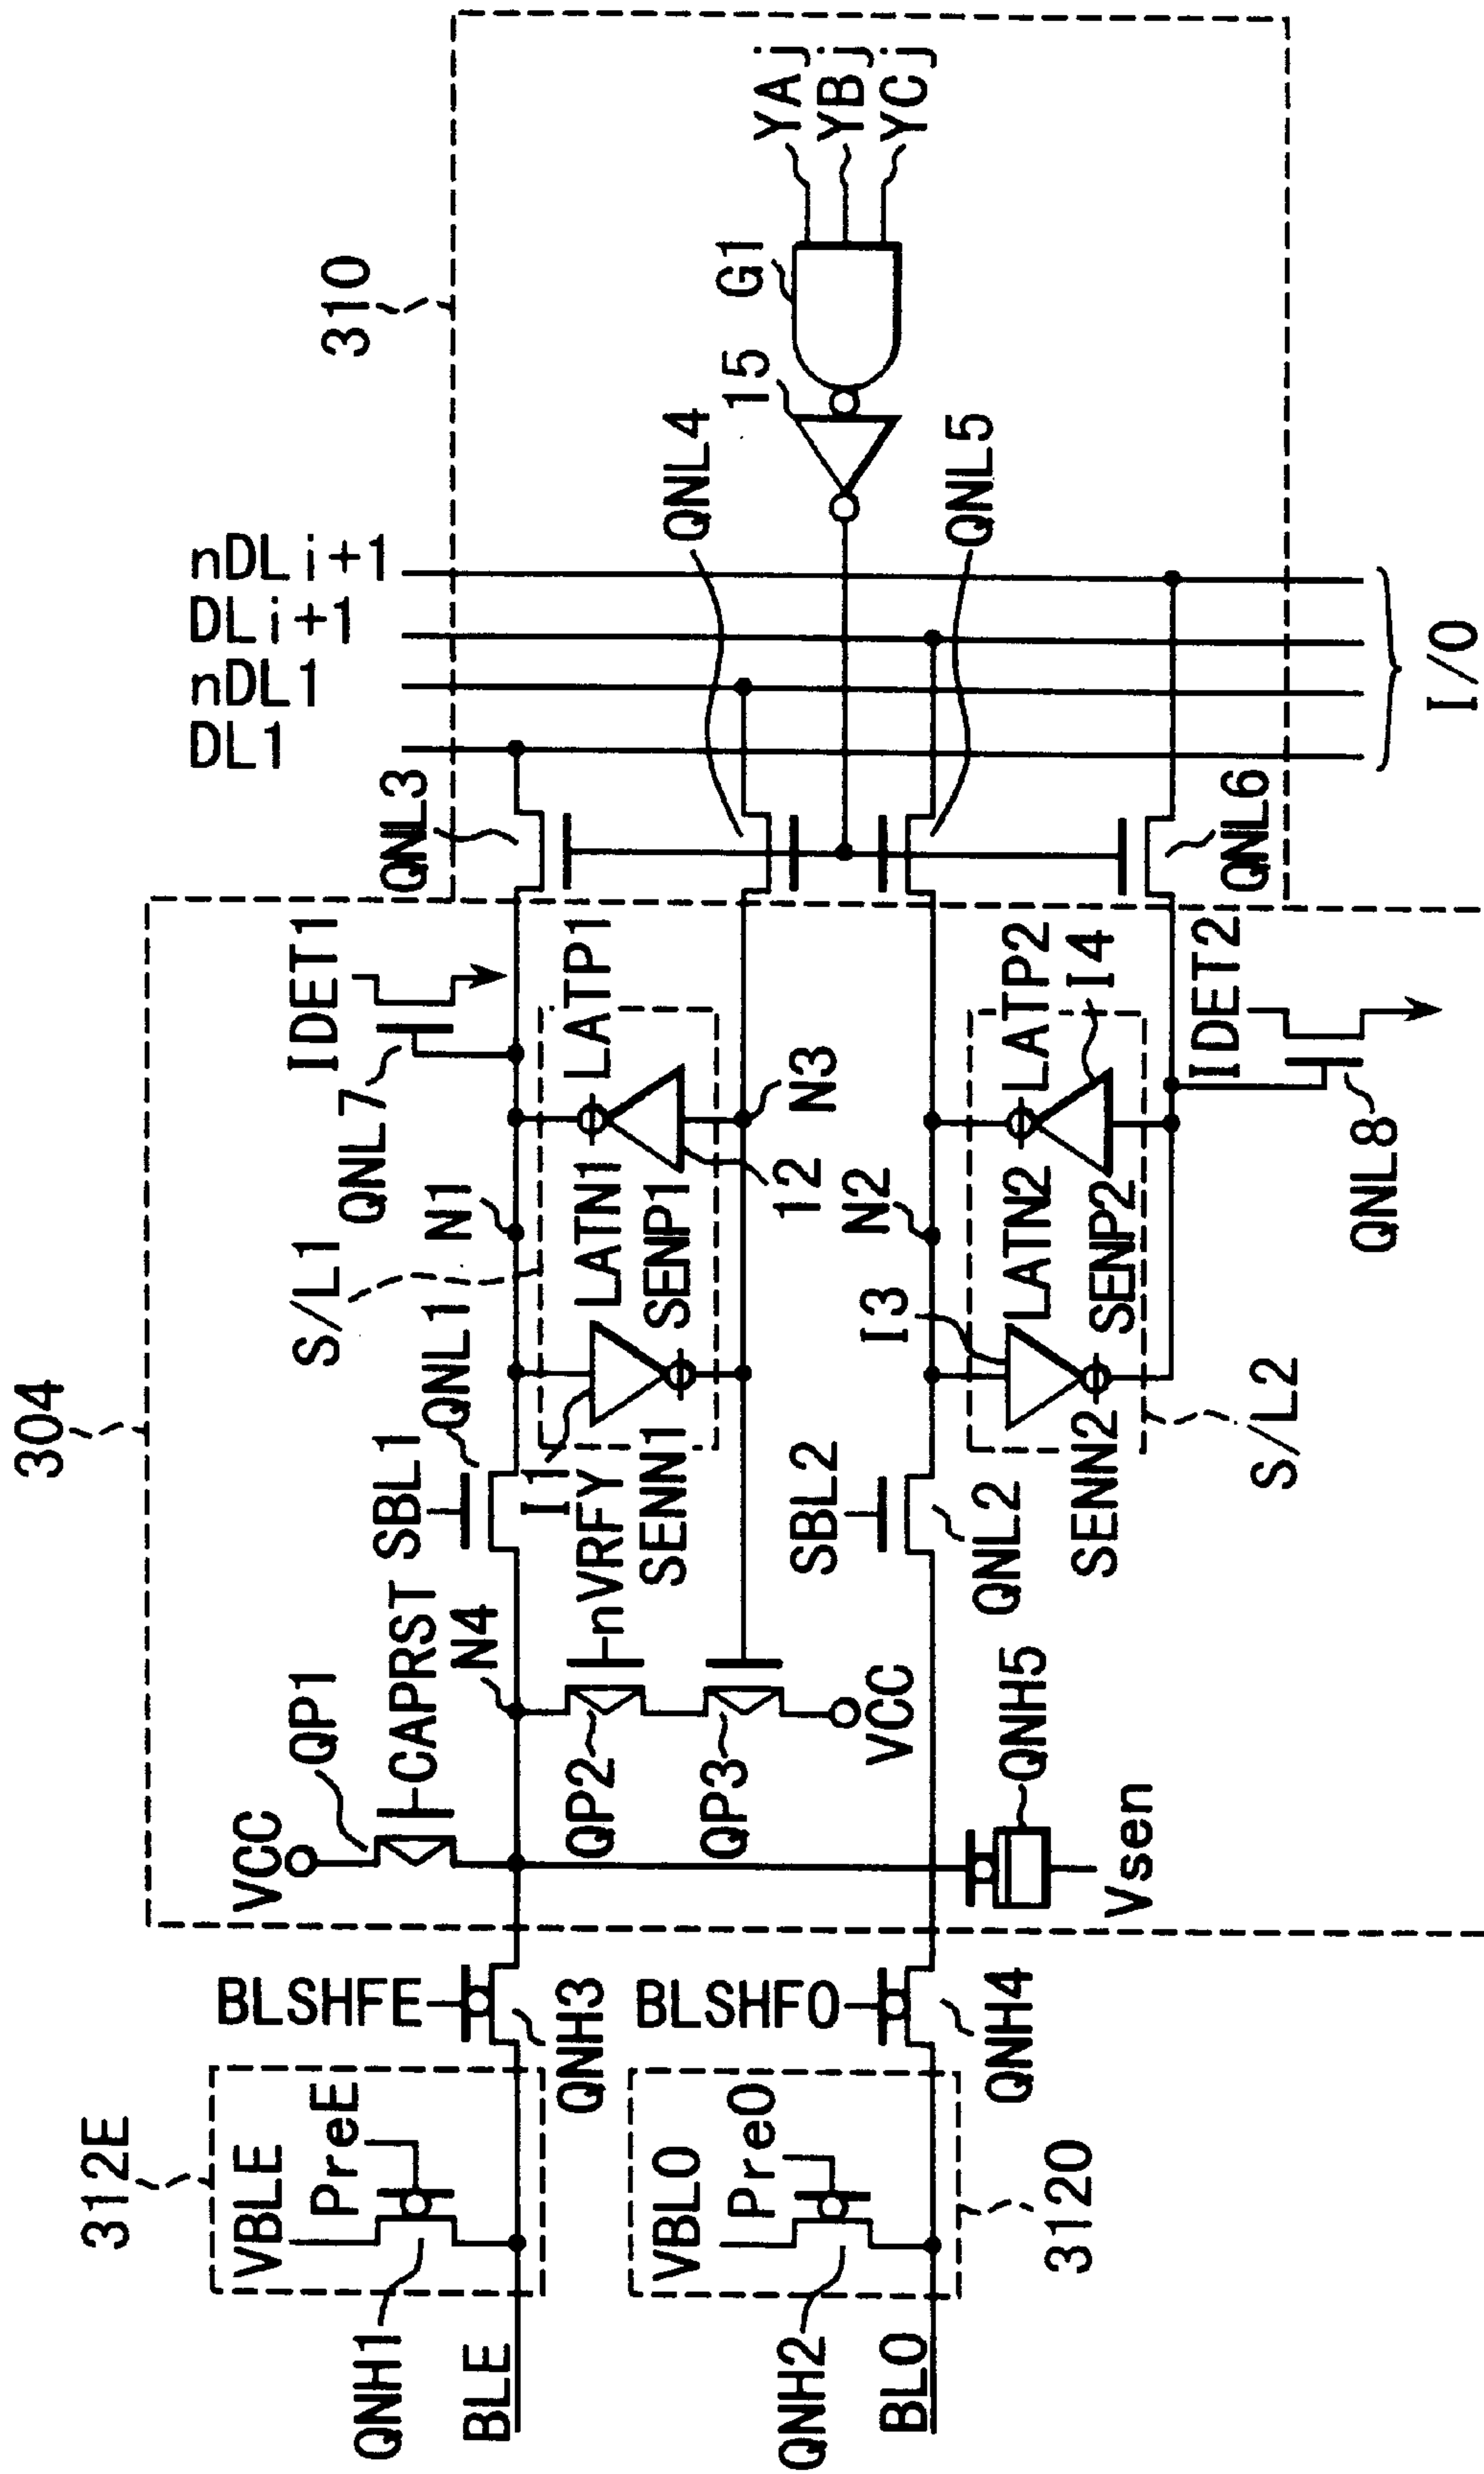 304
310
312E
312O
VBLE
PreE
QNH1
BLE
VBLO
PreO
QNH2
BLO
BLSHFE
QNH3
BLSHFO
QNH4
VCC
QP1
CAPRST
N4
SBL1
QNL1
S/L1
N1
QNL7
IDET1
QP2
nVRFY
QP3
VCC
I1
SENN1
LATN1
SENP1
LATP1
12
N3
Vsen
QNH5
SBL2
QNL2
I3
N2
SENN2
LATN2
SENP2
LATP2
I4
S/L2
IDET2
QNL8
QNL3
QNL4
QNL5
QNL6
DL1
nDL1
DLi+1
nDLi+1
I/O
15
G1
YAj
YBj
YCj